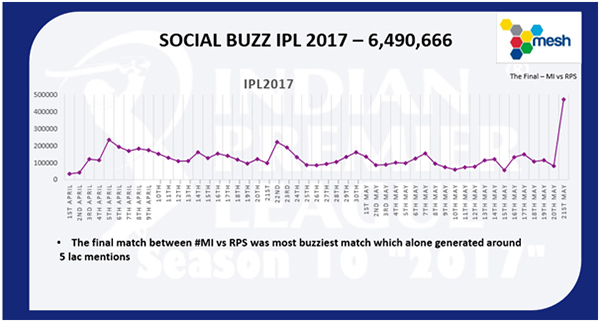 SOCIAL BUZZ IPL 2017 – 6,490,666
mesh
The Final – MI vs RPS
IPL2017
500000
400000
300000
200000
100000
0
1ST APRIL
2ND APRIL
3RD APRIL
4TH APRIL
5TH APRIL
6TH APRIL
7TH APRIL
8TH APRIL
9TH APRIL
10TH
11TH
12TH
13TH
14TH
15TH
16TH
17TH
18TH
19TH
20TH
21ST
22ND
23RD
24TH
25TH
26TH
27TH
28TH
29TH
30TH
1ST MAY
2ND MAY
3RD MAY
4TH MAY
5TH MAY
6TH MAY
7TH MAY
8TH MAY
9TH MAY
10TH MAY
11TH MAY
12TH MAY
13TH MAY
14TH MAY
15TH MAY
16TH MAY
17TH MAY
18TH MAY
19TH MAY
20TH MAY
21ST MAY
INDIAN
PREMIER
LEAGUE
Season 10 "2017"
• The final match between #MI vs RPS was most buzziest match which alone generated around
5 lac mentions